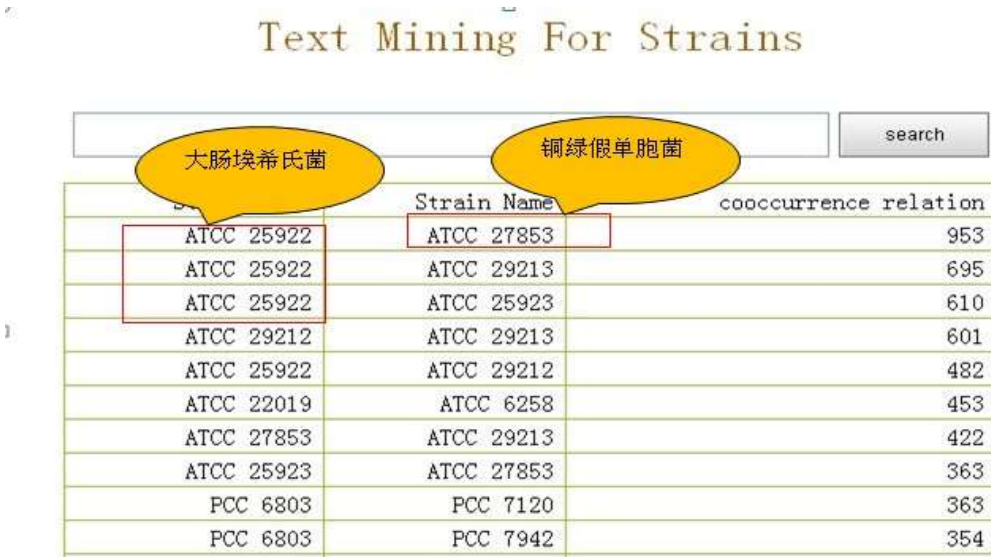 Text Mining For Strains
search
大肠埃希氏菌
铜绿假单胞菌
Strain Name cooccurrence relation
ATCC 25922 ATCC 27853 953
ATCC 25922 ATCC 29213 695
ATCC 25922 ATCC 25923 610
ATCC 29212 ATCC 29213 601
ATCC 25922 ATCC 29212 482
ATCC 22019 ATCC 6258 453
ATCC 27853 ATCC 29213 422
ATCC 25923 ATCC 27853 363
PCC 6803 PCC 7120 363
PCC 6803 PCC 7942 354